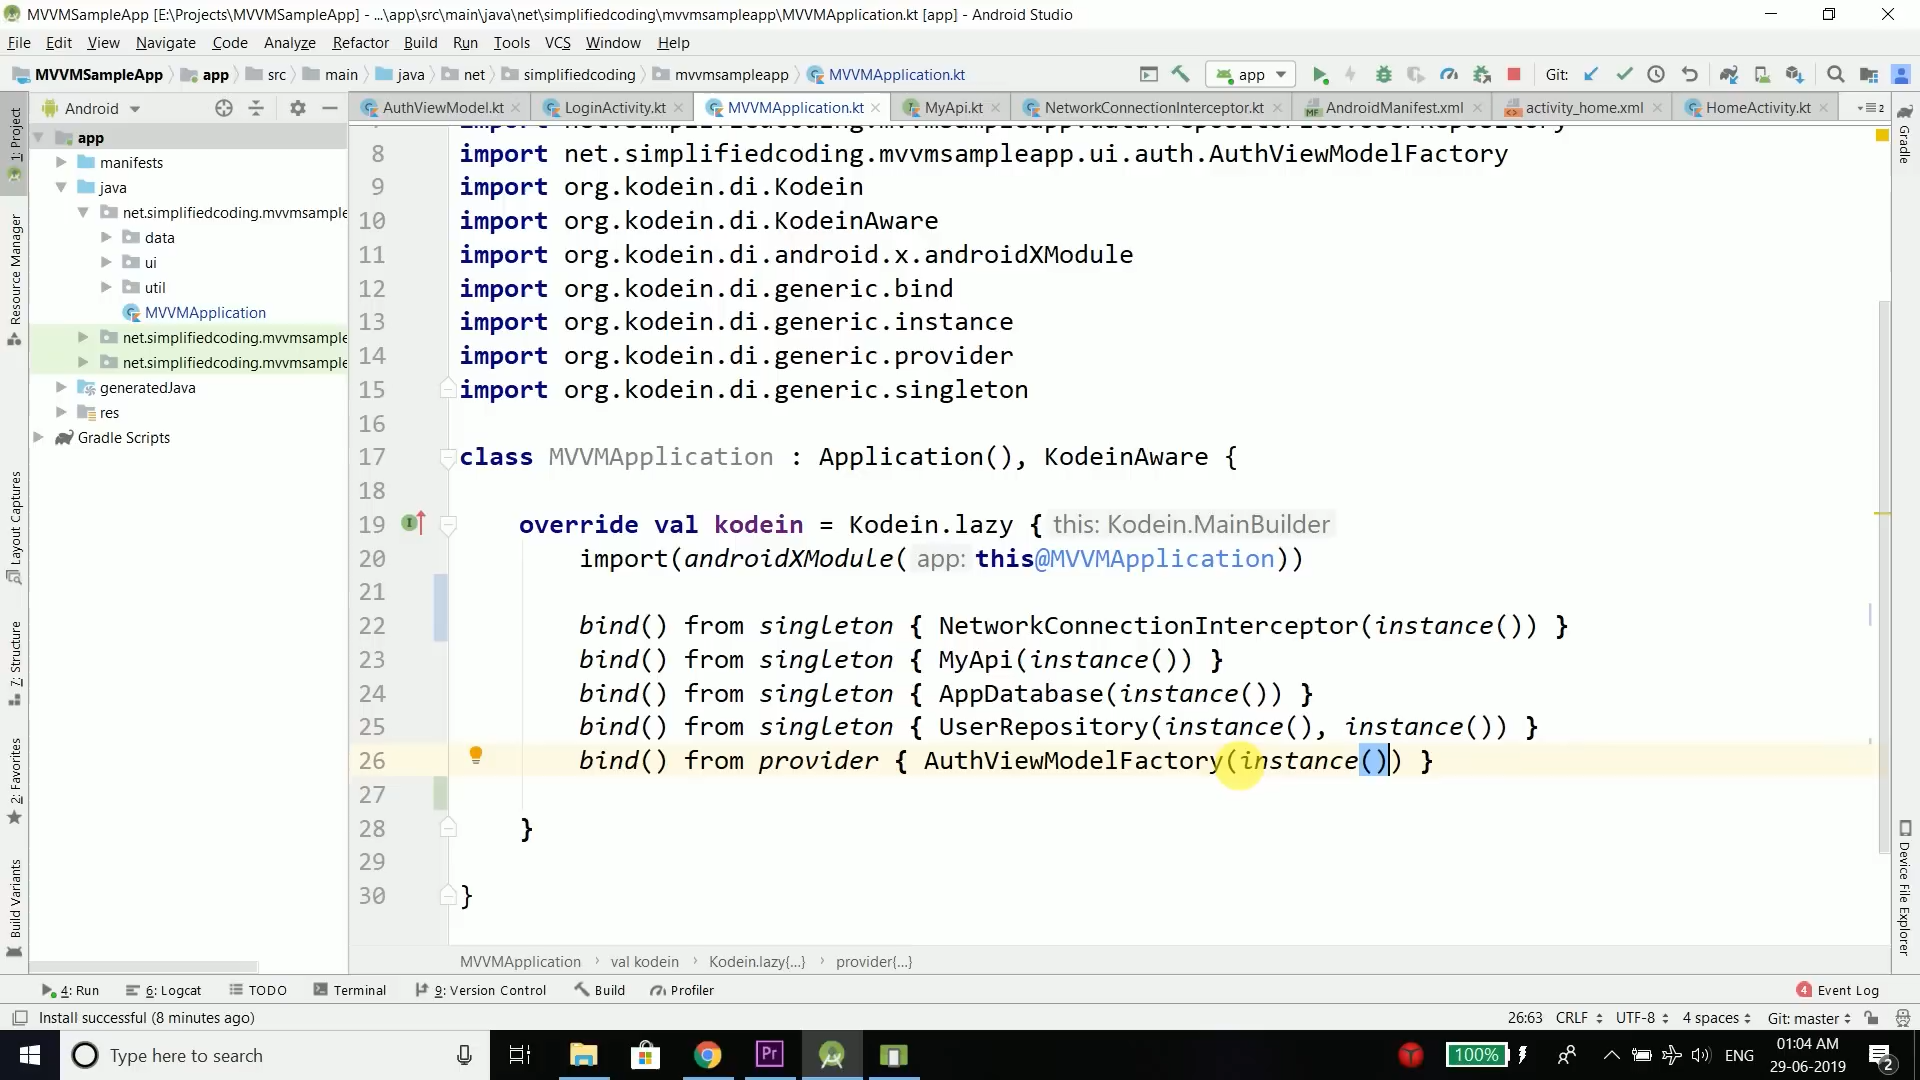 MVVMSampleApp [E:\Projects\MVVMSampleApp] - ...\app\src\main\java\net\simplifiedcoding\mvvmsampleapp\MVVMApplication.kt [app] - Android Studio
File Edit View Navigate Code Analyze Refactor Build Run Tools VCS Window Help
MVVMSampleApp app src main java net simplifiedcoding mvvmsampleapp MVVMApplication.kt app Git:
Android AuthViewModel.kt LoginActivity.kt MVVMApplication.kt MyApi.kt NetworkConnectionInterceptor.kt AndroidManifest.xml activity_home.xml HomeActivity.kt 2
1: Project
Resource Manager
Layout Captures
7: Structure
2: Favorites
Build Variants
app
manifests
java
net.simplifiedcoding.mvvmsample
data
ui
util
MVVMApplication
net.simplifiedcoding.mvvmsample
net.simplifiedcoding.mvvmsample
generatedJava
res
Gradle Scripts
8 import net.simplifiedcoding.mvvmsampleapp.ui.auth.AuthViewModelFactory
9 import org.kodein.di.Kodein
10 import org.kodein.di.KodeinAware
11 import org.kodein.di.android.x.androidXModule
12 import org.kodein.di.generic.bind
13 import org.kodein.di.generic.instance
14 import org.kodein.di.generic.provider
15 import org.kodein.di.generic.singleton
16
17 class MVVMApplication : Application(), KodeinAware {
18
19 override val kodein = Kodein.lazy { this: Kodein.MainBuilder
20 import(androidXModule( app: this@MVVMApplication))
21
22 bind() from singleton { NetworkConnectionInterceptor(instance()) }
23 bind() from singleton { MyApi(instance()) }
24 bind() from singleton { AppDatabase(instance()) }
25 bind() from singleton { UserRepository(instance(), instance()) }
26 bind() from provider { AuthViewModelFactory(instance()) }
27
28 }
29
30 }
Gradle
Device File Explorer
MVVMApplication › val kodein › Kodein.lazy{...} › provider{...}
4: Run 6: Logcat TODO Terminal 9: Version Control Build Profiler 4 Event Log
Install successful (8 minutes ago) 26:63 CRLF UTF-8 4 spaces Git: master
Type here to search Pr 100% ENG 01:04 AM
29-06-2019 2